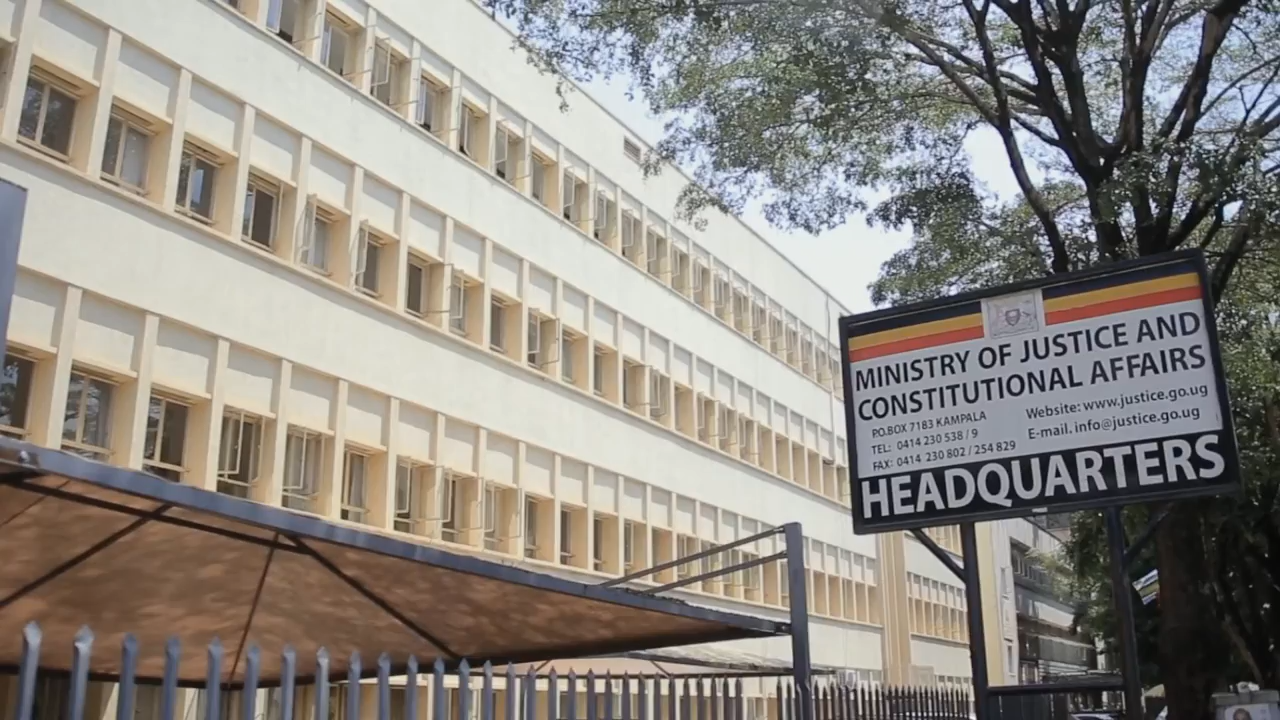 MINISTRY OF JUSTICE AND
CONSTITUTIONAL AFFAIRS
P.O.BOX 7183 KAMPALA
TEL: 0414 230 538 / 9
FAX: 0414 230 802 / 254 829
Website: www.justice.go.ug
E-mail. info@justice.go.ug
HEADQUARTERS